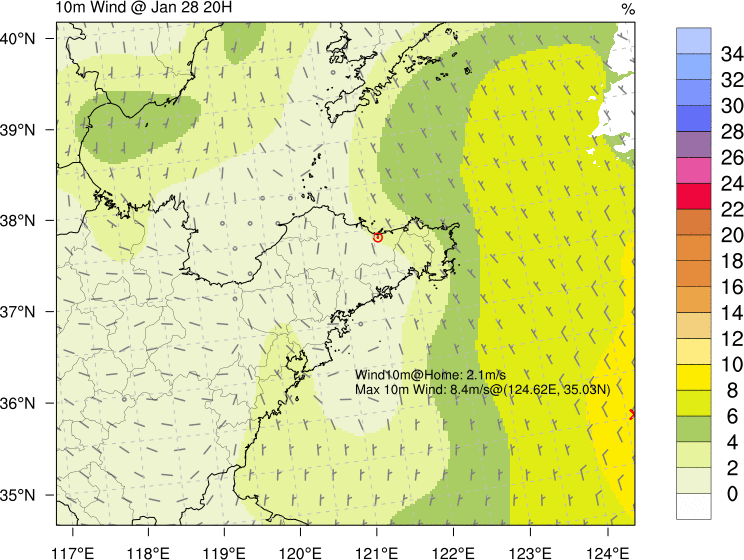 10m Wind @ Jan 28 20H
%
40°N
39°N
38°N
37°N
36°N
35°N
117°E
118°E
119°E
120°E
121°E
122°E
123°E
124°E
Wind10m@Home: 2.1m/s
Max 10m Wind: 8.4m/s@(124.62E, 35.03N)
34
32
30
28
26
24
22
20
18
16
14
12
10
8
6
4
2
0